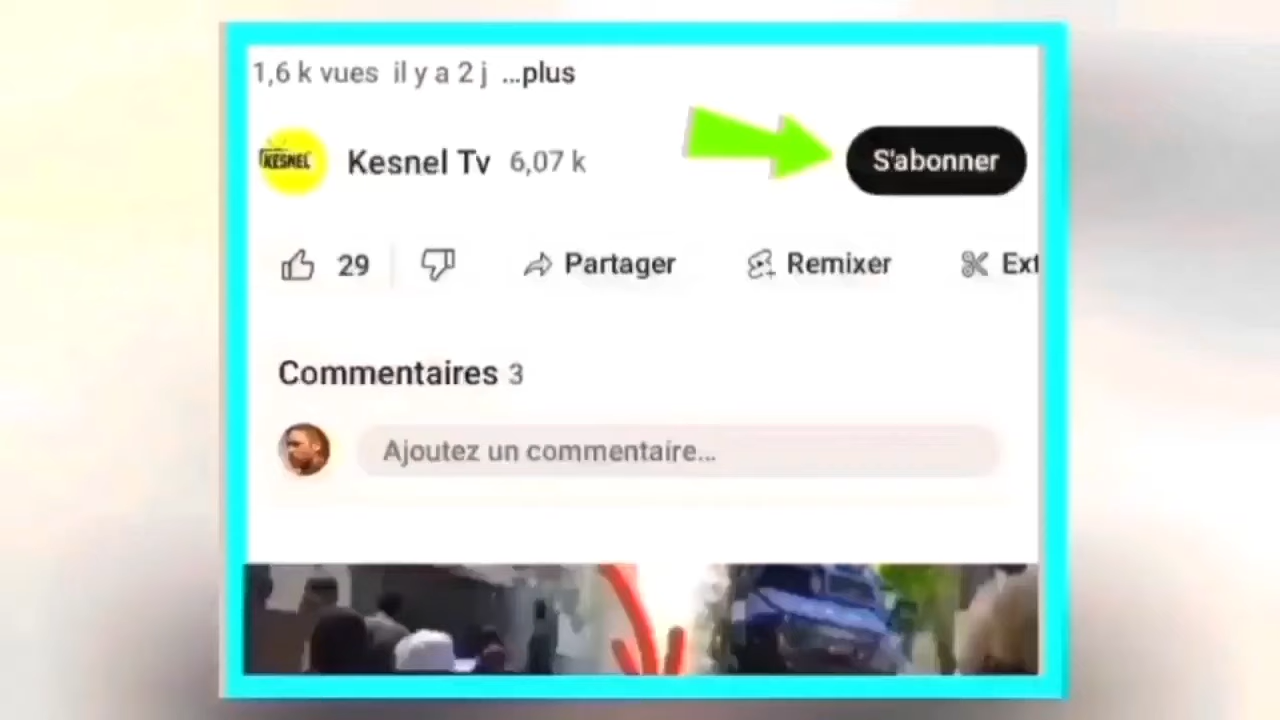 1,6 k vues il y a 2 j ...plus
KESNEL
Kesnel Tv 6,07 k
S'abonner
29
Partager
Remixer
Ext
Commentaires 3
Ajoutez un commentaire...